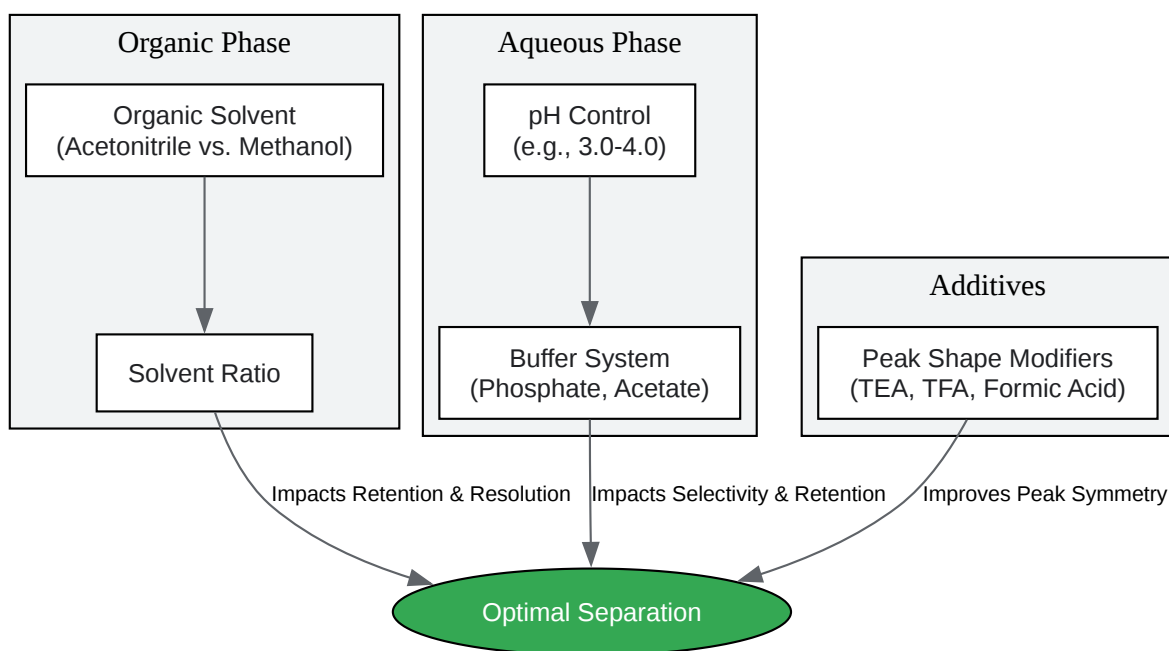 Organic Phase
Organic Solvent
(Acetonitrile vs. Methanol)
Solvent Ratio
Aqueous Phase
pH Control
(e.g., 3.0-4.0)
Buffer System
(Phosphate, Acetate)
Additives
Peak Shape Modifiers
(TEA, TFA, Formic Acid)
Impacts Retention & Resolution
Impacts Selectivity & Retention
Improves Peak Symmetry
Optimal Separation